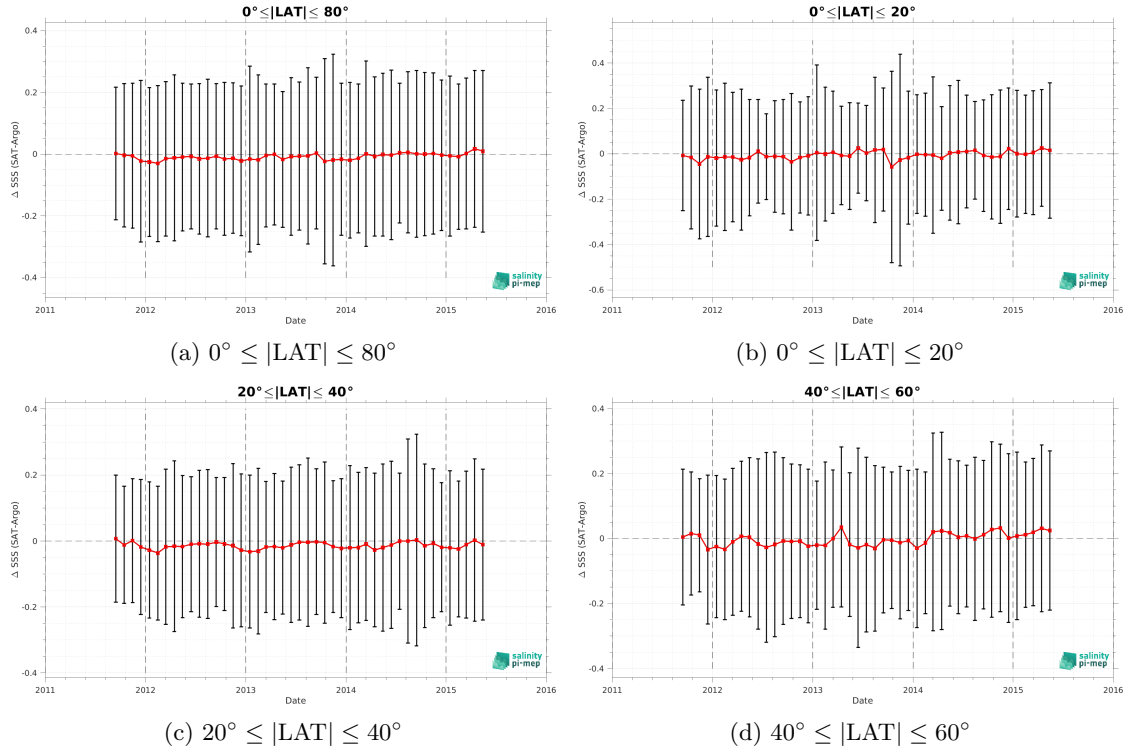 0°≤|LAT|≤ 80°
0.4
0.2
0
-0.2
-0.4
Δ SSS (SAT-Argo)
2011
2012
2013
2014
2015
2016
Date
salinity
pi-mep
(a) 0° ≤ |LAT| ≤ 80°
0°≤|LAT|≤ 20°
0.6
0.4
0.2
0
-0.2
-0.4
-0.6
Δ SSS (SAT-Argo)
2011
2012
2013
2014
2015
2016
Date
salinity
pi-mep
(b) 0° ≤ |LAT| ≤ 20°
20°≤|LAT|≤ 40°
0.4
0.2
0
-0.2
-0.4
Δ SSS (SAT-Argo)
2011
2012
2013
2014
2015
2016
Date
salinity
pi-mep
(c) 20° ≤ |LAT| ≤ 40°
40°≤|LAT|≤ 60°
0.4
0.2
0
-0.2
-0.4
Δ SSS (SAT-Argo)
2011
2012
2013
2014
2015
2016
Date
salinity
pi-mep
(d) 40° ≤ |LAT| ≤ 60°